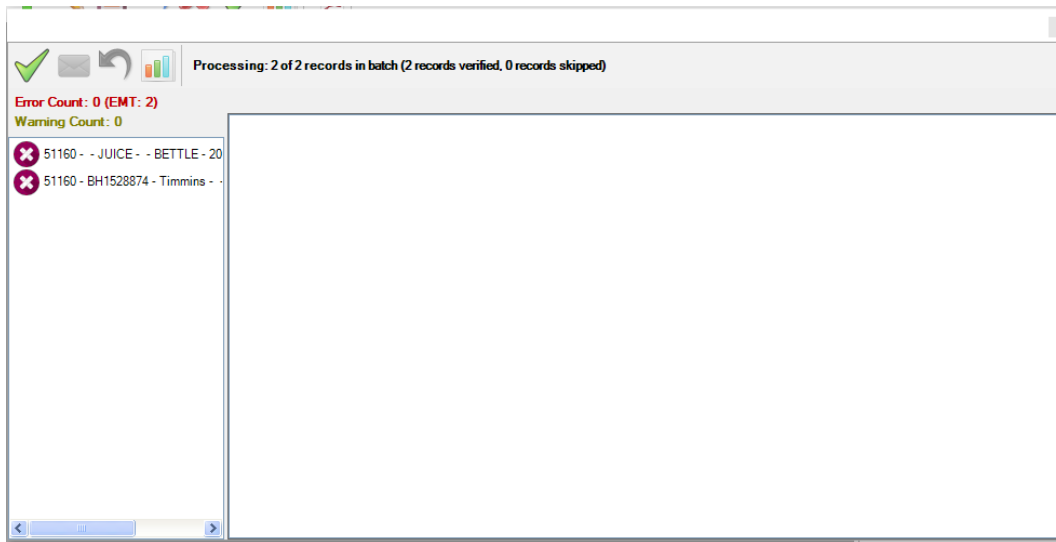 Processing: 2 of 2 records in batch (2 records verified, 0 records skipped)
Error Count: 0 (EMT: 2)
Warning Count: 0
51160 - - JUICE - - BETTLE - 20
51160 - BH1528874 - Timmins - -